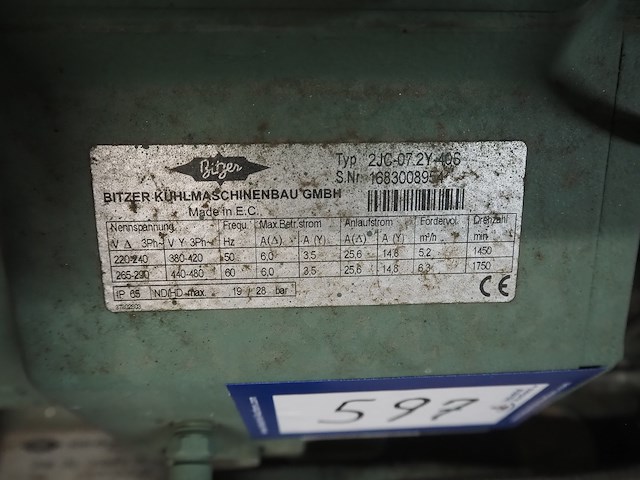 Bitzer
Typ 2JC-07.2Y-40S
S.Nr 1683008954
BITZER KÜHLMASCHINENBAU GMBH
Made in E.C.
Nennspannung Frequ. Max.Betr.strom Anlaufstrom Fördervol. Drehzahl
V Δ 3Ph~ V Y 3Ph~ Hz A(Δ) A (Y) A(Δ) A (Y) m³/h min
220-240 380-420 50 6,0 3,5 25,6 14,8 5,2 1450
265-290 440-480 60 6,0 3,5 25,6 14,8 6,3 1750
IP 65 ND/HD max. 19 / 28 bar
CE
597